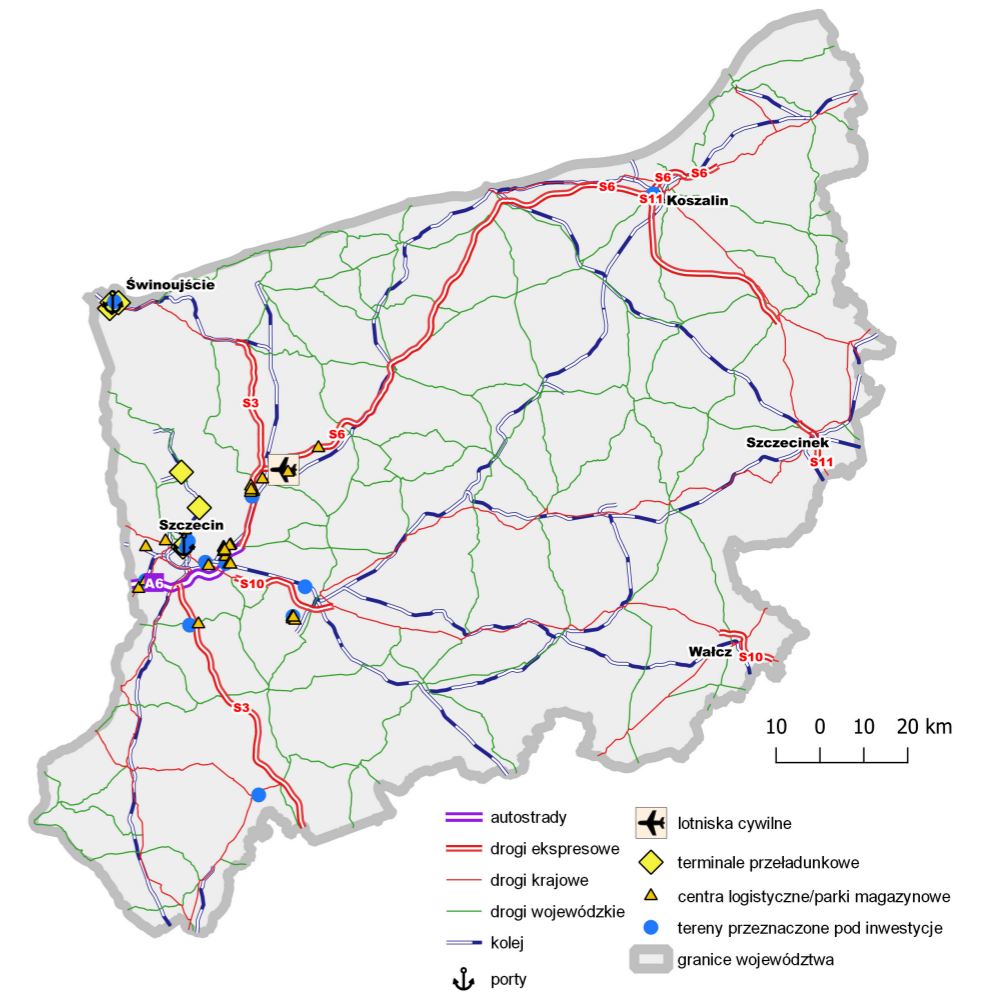 S6
S6
S6
S11
Koszalin
Świnoujście
S3
S6
Szczecinek
S11
Szczecin
A6
S10
Wałcz
S10
S3
10 0 10 20 km
autostrady
drogi ekspresowe
drogi krajowe
drogi wojewódzkie
kolej
porty
lotniska cywilne
terminale przeładunkowe
centra logistyczne/parki magazynowe
tereny przeznaczone pod inwestycje
granice województwa